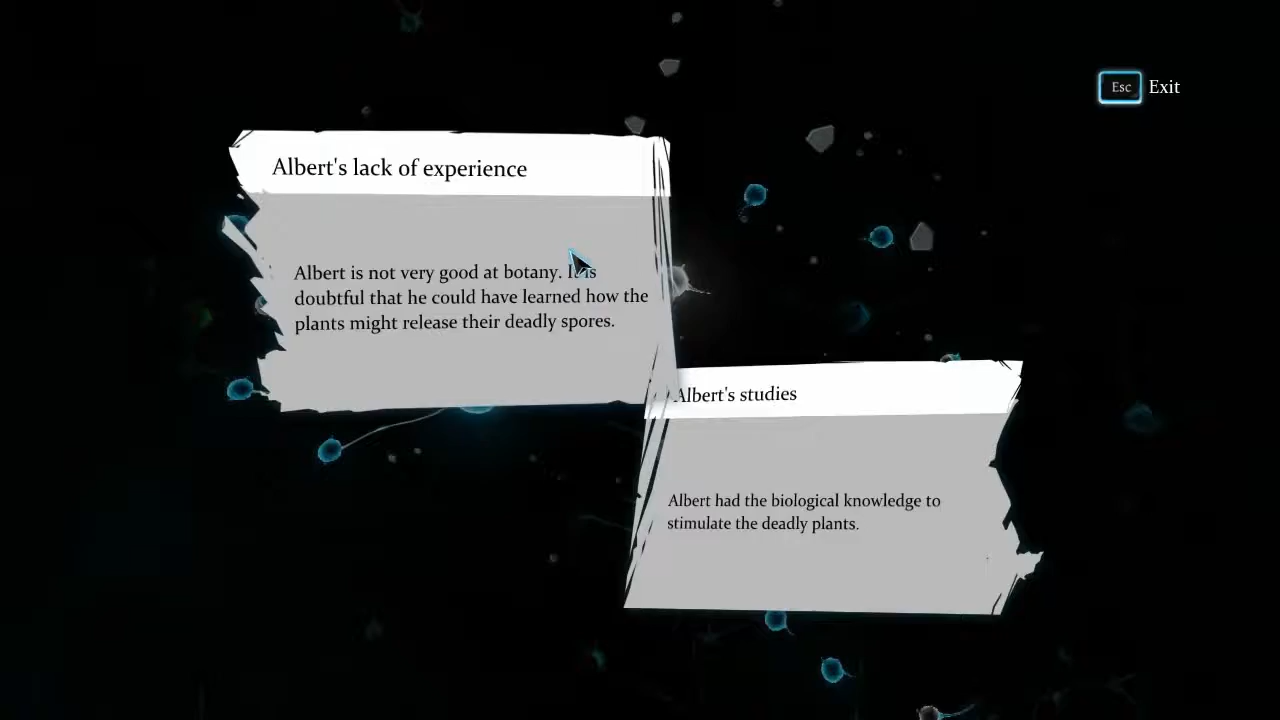 Esc Exit
Albert's lack of experience
Albert is not very good at botany. It is
doubtful that he could have learned how the
plants might release their deadly spores.
Albert's studies
Albert had the biological knowledge to
stimulate the deadly plants.